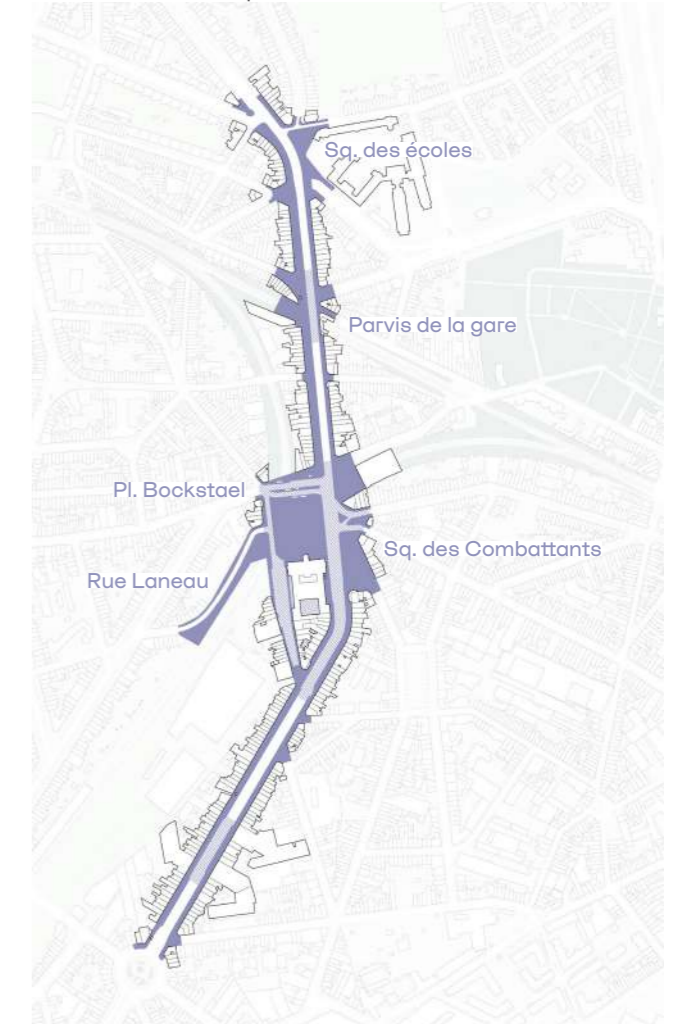 Sq. des écoles
Parvis de la gare
Pl. Bockstael
Sq. des Combattants
Rue Laneau